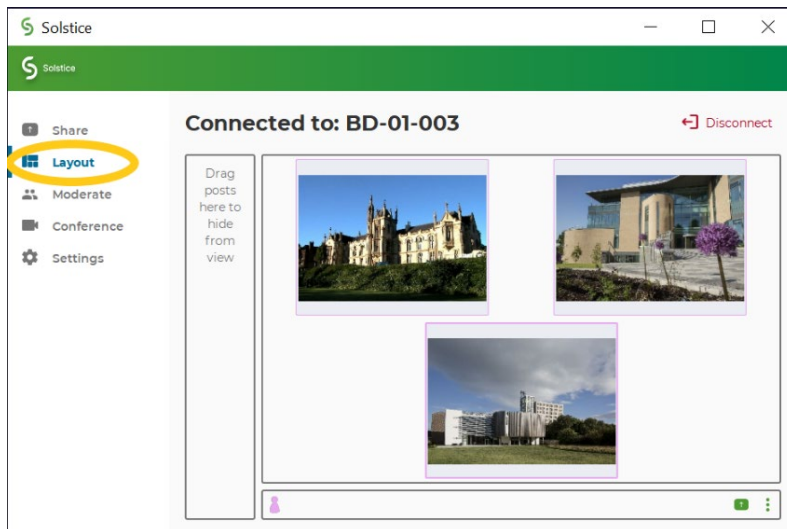 Solstice
Solstice
Share
Layout
Moderate
Conference
Settings
Connected to: BD-01-003
Disconnect
Drag
posts
here to
hide
from
view